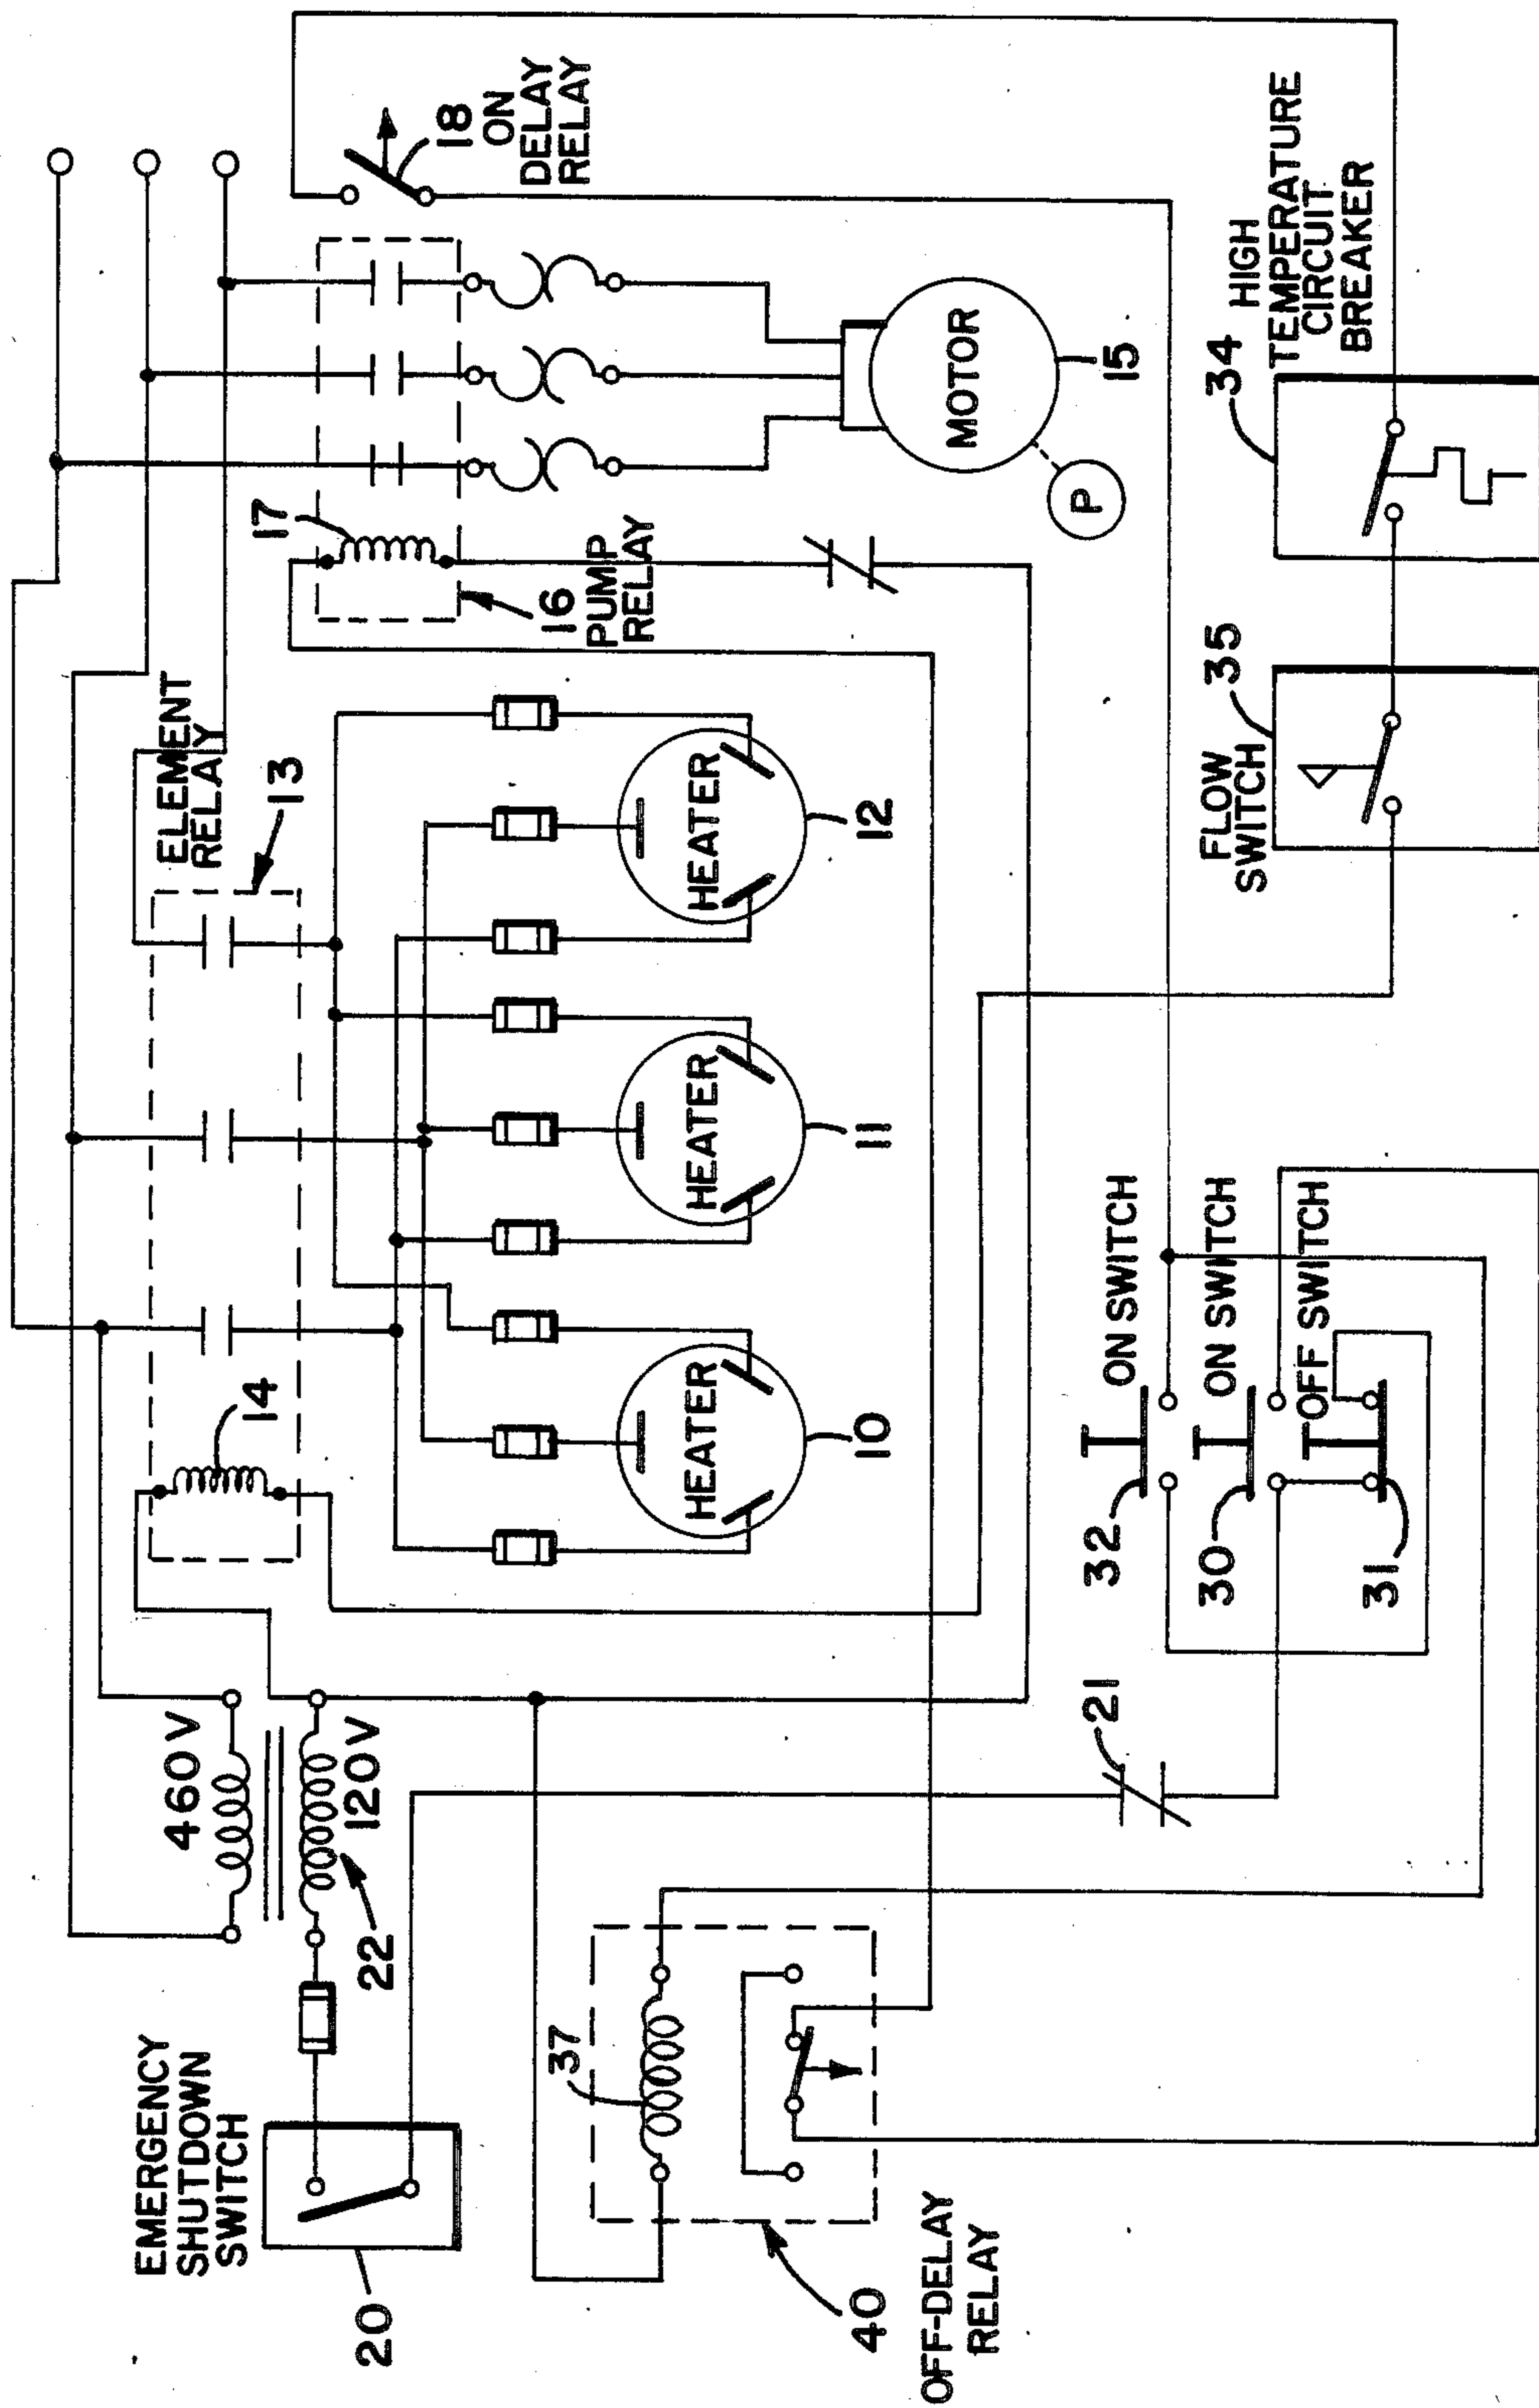 EMERGENCY
SHUTDOWN
SWITCH
20
460 V
120 V
22
14
ELEMENT
RELAY
13
17
16
PUMP
RELAY
18
ON
DELAY
RELAY
HEATER
10
HEATER
11
HEATER
12
MOTOR
15
P
37
40
OFF-DELAY
RELAY
21
32
ON SWITCH
30
ON SWITCH
31
OFF SWITCH
FLOW
SWITCH
35
34
HIGH
TEMPERATURE
CIRCUIT
BREAKER